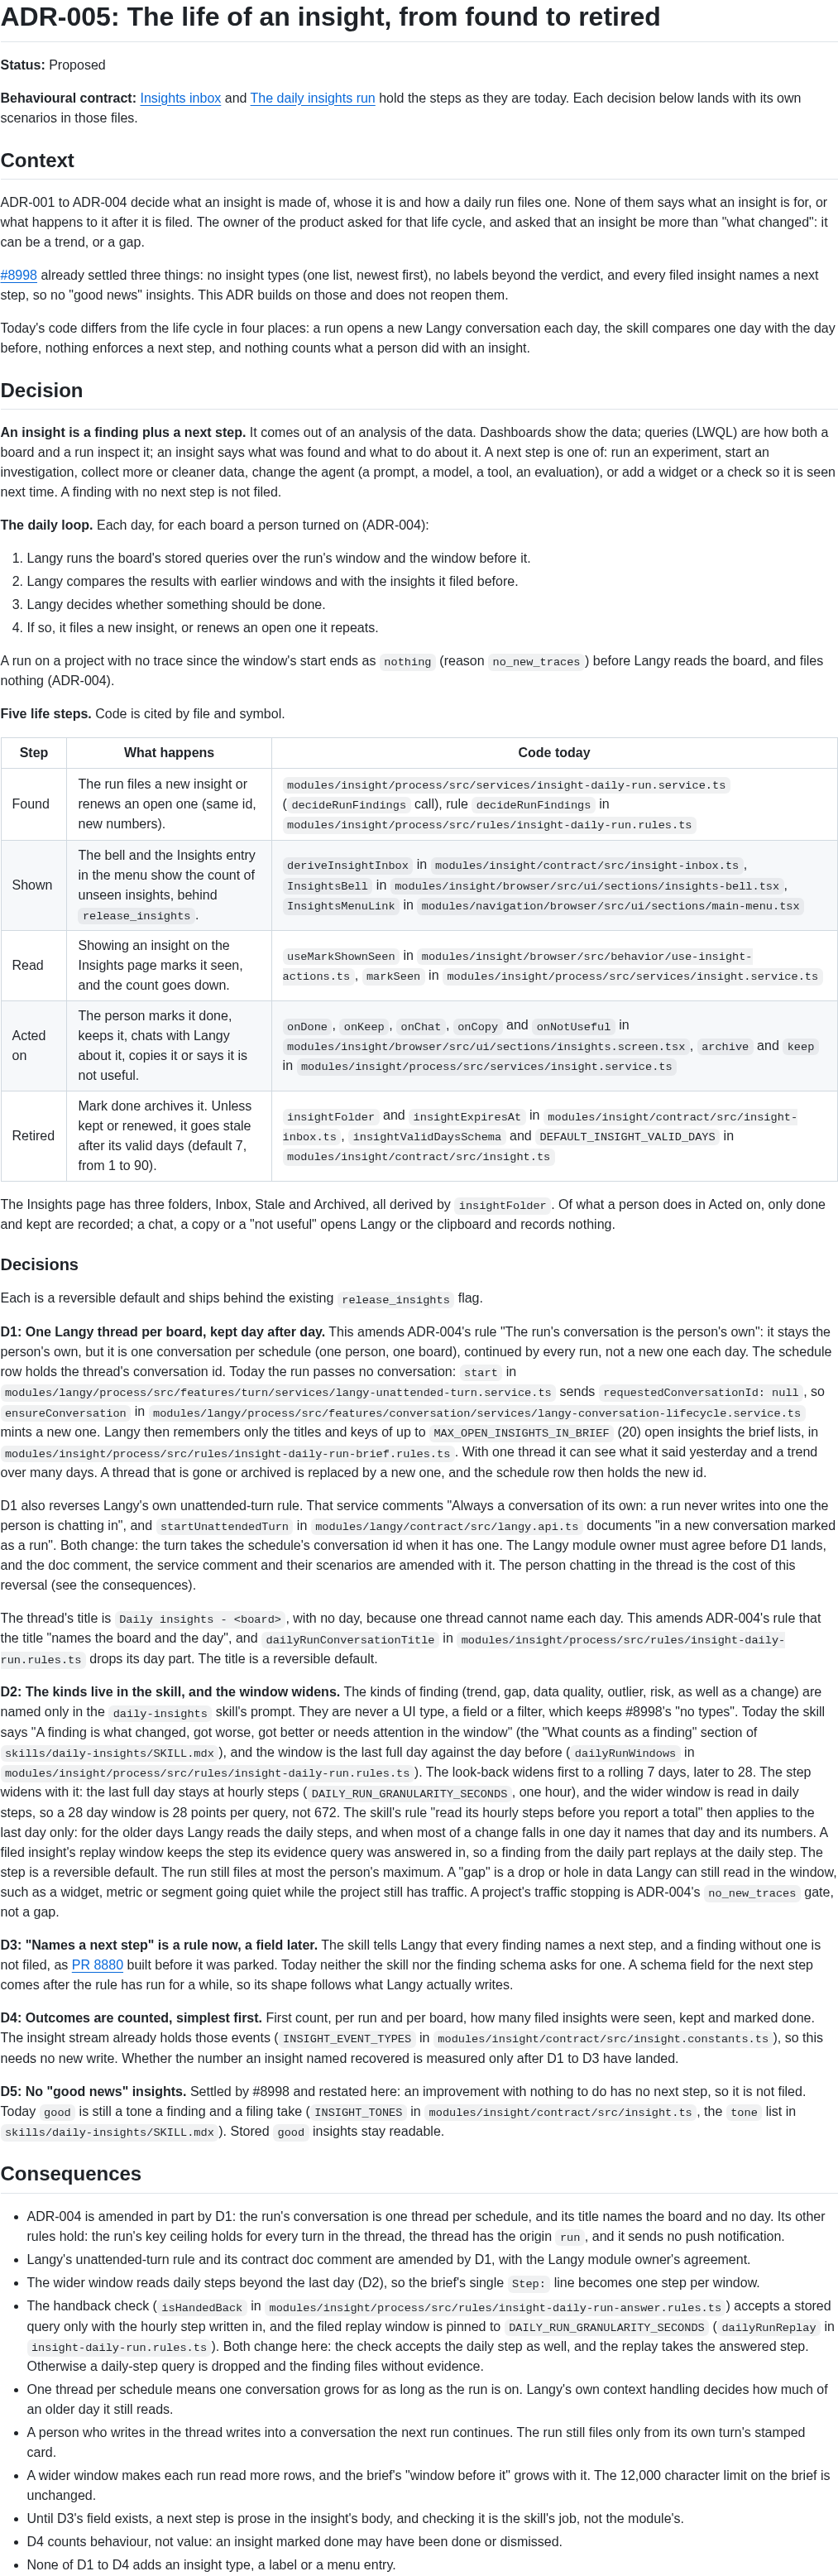 ADR-005: The life of an insight, from found to retired
Status: Proposed
Behavioural contract: Insights inbox and The daily insights run hold the steps as they are today. Each decision below lands with its own
scenarios in those files.
Context
ADR-001 to ADR-004 decide what an insight is made of, whose it is and how a daily run files one. None of them says what an insight is for, or
what happens to it after it is filed. The owner of the product asked for that life cycle, and asked that an insight be more than "what changed": it
can be a trend, or a gap.
#8998 already settled three things: no insight types (one list, newest first), no labels beyond the verdict, and every filed insight names a next
step, so no "good news" insights. This ADR builds on those and does not reopen them.
Today's code differs from the life cycle in four places: a run opens a new Langy conversation each day, the skill compares one day with the day
before, nothing enforces a next step, and nothing counts what a person did with an insight.
Decision
An insight is a finding plus a next step. It comes out of an analysis of the data. Dashboards show the data; queries (LWQL) are how both a
board and a run inspect it; an insight says what was found and what to do about it. A next step is one of: run an experiment, start an
investigation, collect more or cleaner data, change the agent (a prompt, a model, a tool, an evaluation), or add a widget or a check so it is seen
next time. A finding with no next step is not filed.
The daily loop. Each day, for each board a person turned on (ADR-004):
1. Langy runs the board's stored queries over the run's window and the window before it.
2. Langy compares the results with earlier windows and with the insights it filed before.
3. Langy decides whether something should be done.
4. If so, it files a new insight, or renews an open one it repeats.
A run on a project with no trace since the window's start ends as nothing (reason no_new_traces) before Langy reads the board, and files
nothing (ADR-004).
Five life steps. Code is cited by file and symbol.
Step What happens Code today
Found
The run files a new insight or
renews an open one (same id,
new numbers).
modules/insight/process/src/services/insight-daily-run.service.ts
(decideRunFindings call), rule decideRunFindings in
modules/insight/process/src/rules/insight-daily-run.rules.ts
Shown
The bell and the Insights entry
in the menu show the count of
unseen insights, behind
release_insights.
deriveInsightInbox in modules/insight/contract/src/insight-inbox.ts,
InsightsBell in modules/insight/browser/src/ui/sections/insights-bell.tsx,
InsightsMenuLink in modules/navigation/browser/src/ui/sections/main-menu.tsx
Read
Showing an insight on the
Insights page marks it seen,
and the count goes down.
useMarkShownSeen in modules/insight/browser/src/behavior/use-insight-
actions.ts, markSeen in modules/insight/process/src/services/insight.service.ts
Acted
on
The person marks it done,
keeps it, chats with Langy
about it, copies it or says it is
not useful.
onDone, onKeep, onChat, onCopy and onNotUseful in
modules/insight/browser/src/ui/sections/insights.screen.tsx, archive and keep
in modules/insight/process/src/services/insight.service.ts
Retired
Mark done archives it. Unless
kept or renewed, it goes stale
after its valid days (default 7,
from 1 to 90).
insightFolder and insightExpiresAt in modules/insight/contract/src/insight-
inbox.ts, insightValidDaysSchema and DEFAULT_INSIGHT_VALID_DAYS in
modules/insight/contract/src/insight.ts
The Insights page has three folders, Inbox, Stale and Archived, all derived by insightFolder. Of what a person does in Acted on, only done
and kept are recorded; a chat, a copy or a "not useful" opens Langy or the clipboard and records nothing.
Decisions
Each is a reversible default and ships behind the existing release_insights flag.
D1: One Langy thread per board, kept day after day. This amends ADR-004's rule "The run's conversation is the person's own": it stays the
person's own, but it is one conversation per schedule (one person, one board), continued by every run, not a new one each day. The schedule
row holds the thread's conversation id. Today the run passes no conversation: start in
modules/langy/process/src/features/turn/services/langy-unattended-turn.service.ts sends requestedConversationId: null, so
ensureConversation in modules/langy/process/src/features/conversation/services/langy-conversation-lifecycle.service.ts
mints a new one. Langy then remembers only the titles and keys of up to MAX_OPEN_INSIGHTS_IN_BRIEF (20) open insights the brief lists, in
modules/insight/process/src/rules/insight-daily-run-brief.rules.ts. With one thread it can see what it said yesterday and a trend
over many days. A thread that is gone or archived is replaced by a new one, and the schedule row then holds the new id.
D1 also reverses Langy's own unattended-turn rule. That service comments "Always a conversation of its own: a run never writes into one the
person is chatting in", and startUnattendedTurn in modules/langy/contract/src/langy.api.ts documents "in a new conversation marked
as a run". Both change: the turn takes the schedule's conversation id when it has one. The Langy module owner must agree before D1 lands,
and the doc comment, the service comment and their scenarios are amended with it. The person chatting in the thread is the cost of this
reversal (see the consequences).
The thread's title is Daily insights - <board>, with no day, because one thread cannot name each day. This amends ADR-004's rule that
the title "names the board and the day", and dailyRunConversationTitle in modules/insight/process/src/rules/insight-daily-
run.rules.ts drops its day part. The title is a reversible default.
D2: The kinds live in the skill, and the window widens. The kinds of finding (trend, gap, data quality, outlier, risk, as well as a change) are
named only in the daily-insights skill's prompt. They are never a UI type, a field or a filter, which keeps #8998's "no types". Today the skill
says "A finding is what changed, got worse, got better or needs attention in the window" (the "What counts as a finding" section of
skills/daily-insights/SKILL.mdx), and the window is the last full day against the day before (dailyRunWindows in
modules/insight/process/src/rules/insight-daily-run.rules.ts). The look-back widens first to a rolling 7 days, later to 28. The step
widens with it: the last full day stays at hourly steps (DAILY_RUN_GRANULARITY_SECONDS, one hour), and the wider window is read in daily
steps, so a 28 day window is 28 points per query, not 672. The skill's rule "read its hourly steps before you report a total" then applies to the
last day only: for the older days Langy reads the daily steps, and when most of a change falls in one day it names that day and its numbers. A
filed insight's replay window keeps the step its evidence query was answered in, so a finding from the daily part replays at the daily step. The
step is a reversible default. The run still files at most the person's maximum. A "gap" is a drop or hole in data Langy can still read in the window,
such as a widget, metric or segment going quiet while the project still has traffic. A project's traffic stopping is ADR-004's no_new_traces gate,
not a gap.
D3: "Names a next step" is a rule now, a field later. The skill tells Langy that every finding names a next step, and a finding without one is
not filed, as PR 8880 built before it was parked. Today neither the skill nor the finding schema asks for one. A schema field for the next step
comes after the rule has run for a while, so its shape follows what Langy actually writes.
D4: Outcomes are counted, simplest first. First count, per run and per board, how many filed insights were seen, kept and marked done.
The insight stream already holds those events (INSIGHT_EVENT_TYPES in modules/insight/contract/src/insight.constants.ts), so this
needs no new write. Whether the number an insight named recovered is measured only after D1 to D3 have landed.
D5: No "good news" insights. Settled by #8998 and restated here: an improvement with nothing to do has no next step, so it is not filed.
Today good is still a tone a finding and a filing take (INSIGHT_TONES in modules/insight/contract/src/insight.ts, the tone list in
skills/daily-insights/SKILL.mdx). Stored good insights stay readable.
Consequences
• ADR-004 is amended in part by D1: the run's conversation is one thread per schedule, and its title names the board and no day. Its other
rules hold: the run's key ceiling holds for every turn in the thread, the thread has the origin run, and it sends no push notification.
• Langy's unattended-turn rule and its contract doc comment are amended by D1, with the Langy module owner's agreement.
• The wider window reads daily steps beyond the last day (D2), so the brief's single Step: line becomes one step per window.
• The handback check (isHandedBack in modules/insight/process/src/rules/insight-daily-run-answer.rules.ts) accepts a stored
query only with the hourly step written in, and the filed replay window is pinned to DAILY_RUN_GRANULARITY_SECONDS (dailyRunReplay in
insight-daily-run.rules.ts). Both change here: the check accepts the daily step as well, and the replay takes the answered step.
Otherwise a daily-step query is dropped and the finding files without evidence.
• One thread per schedule means one conversation grows for as long as the run is on. Langy's own context handling decides how much of
an older day it still reads.
• A person who writes in the thread writes into a conversation the next run continues. The run still files only from its own turn's stamped
card.
• A wider window makes each run read more rows, and the brief's "window before it" grows with it. The 12,000 character limit on the brief is
unchanged.
• Until D3's field exists, a next step is prose in the insight's body, and checking it is the skill's job, not the module's.
• D4 counts behaviour, not value: an insight marked done may have been done or dismissed.
• None of D1 to D4 adds an insight type, a label or a menu entry.